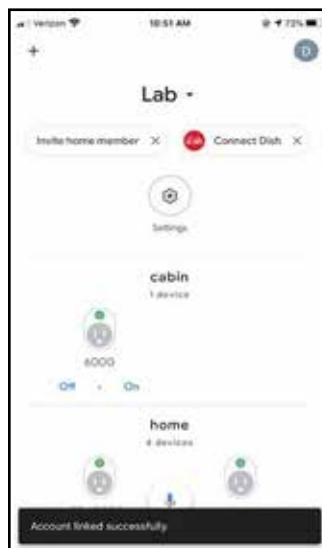 Verizon 10:51 AM 72%
+ D
Lab
Invite home member X dish Connect Dish X
Settings
cabin
1 device
6000
Off • On
home
4 devices
Account linked successfully.